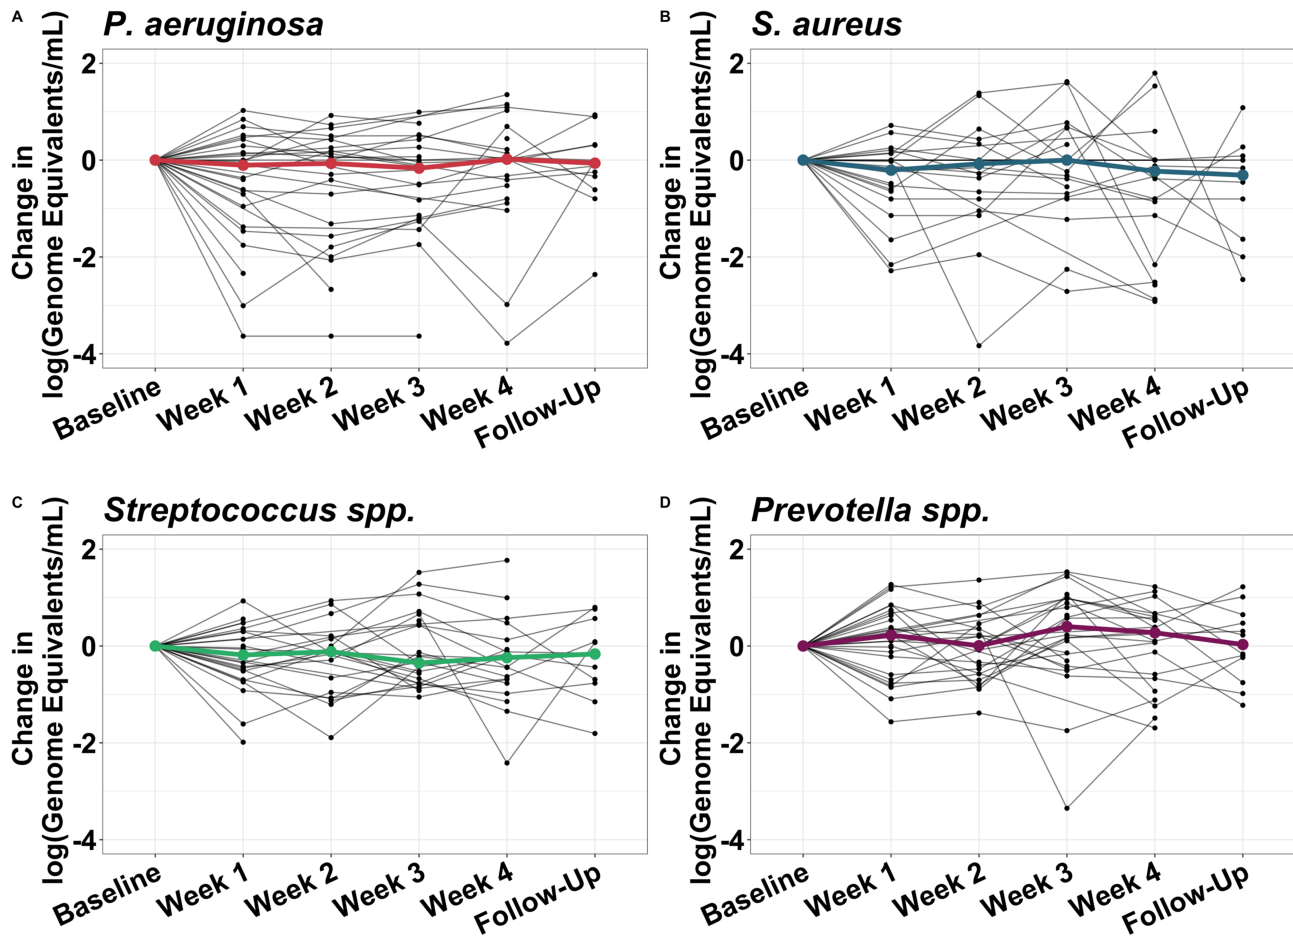 A
P. aeruginosa
Change in
log(Genome Equivalents/mL)
2
0
-2
-4
Baseline
Week 1
Week 2
Week 3
Week 4
Follow-Up
B
S. aureus
Change in
log(Genome Equivalents/mL)
2
0
-2
-4
Baseline
Week 1
Week 2
Week 3
Week 4
Follow-Up
C
Streptococcus spp.
Change in
log(Genome Equivalents/mL)
2
0
-2
-4
Baseline
Week 1
Week 2
Week 3
Week 4
Follow-Up
D
Prevotella spp.
Change in
log(Genome Equivalents/mL)
2
0
-2
-4
Baseline
Week 1
Week 2
Week 3
Week 4
Follow-Up